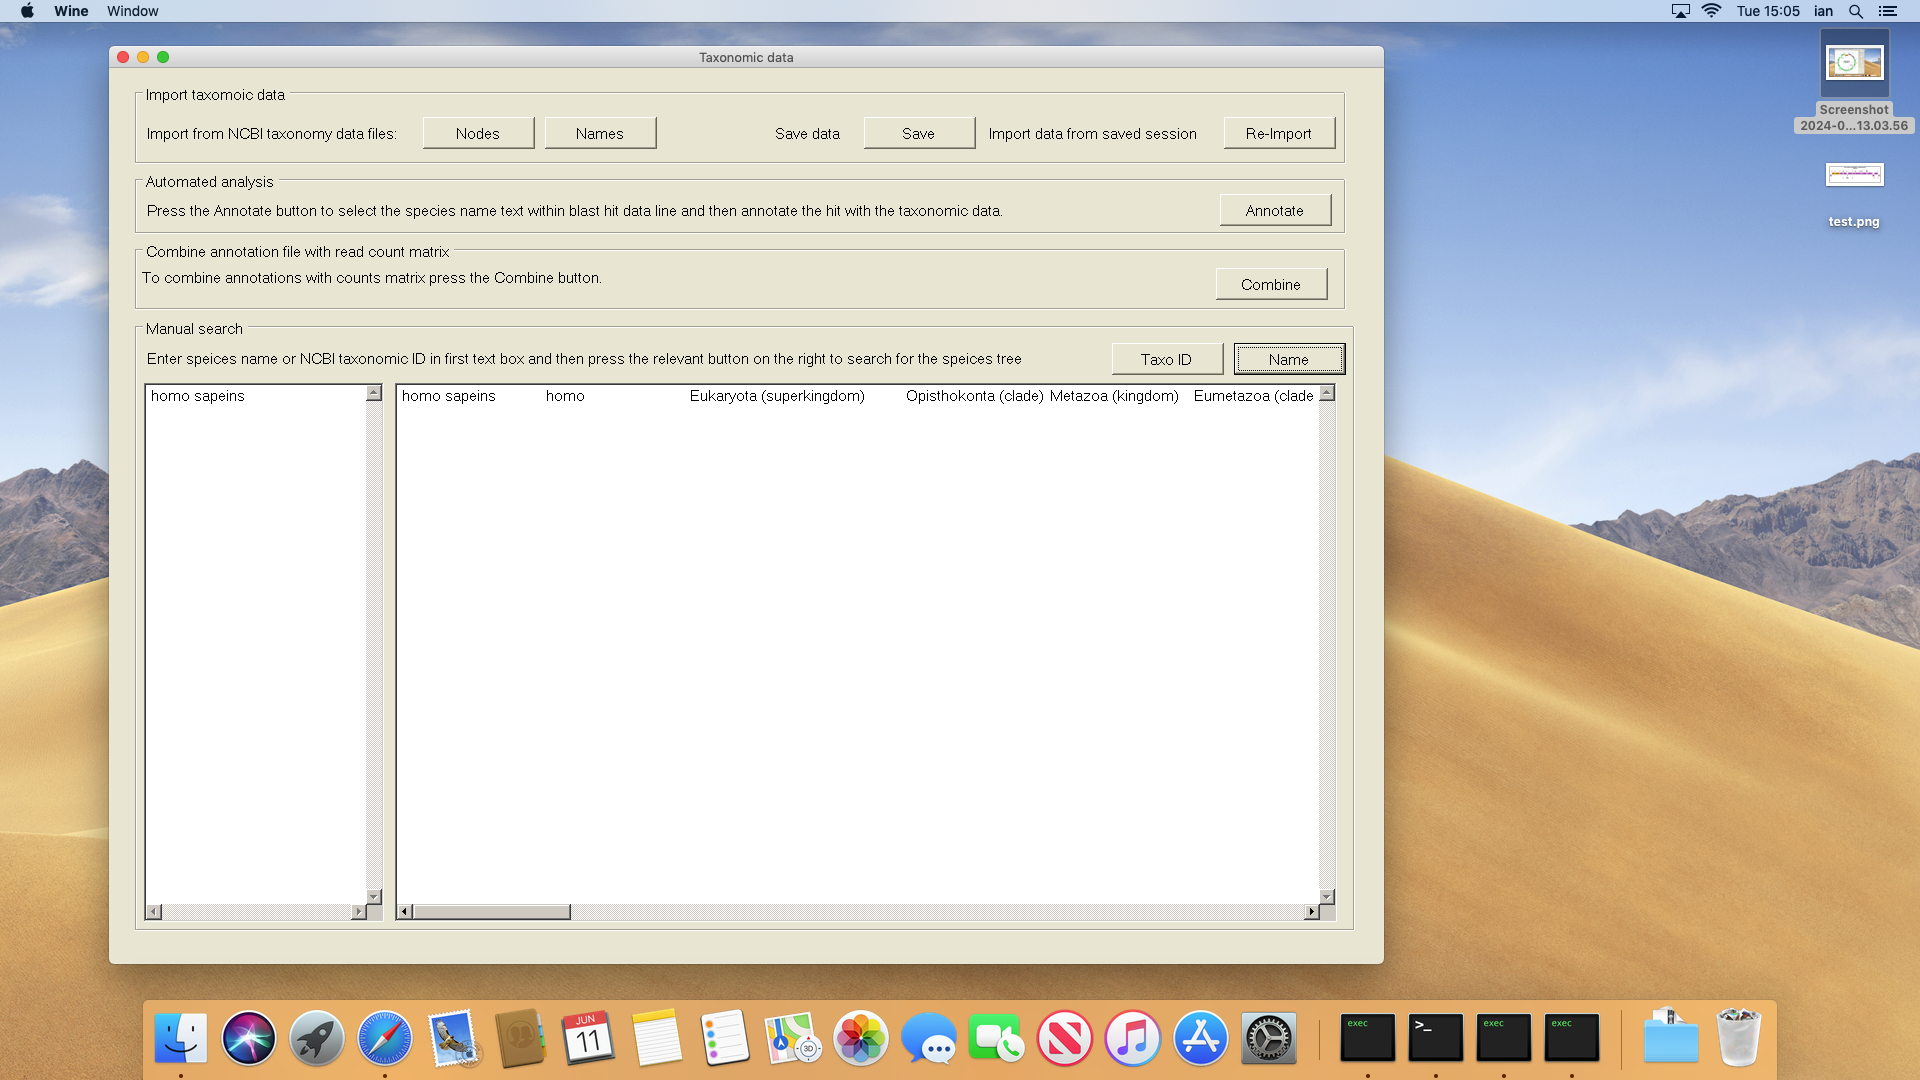 Wine Window
Tue 15:05 ian
Taxonomic data
Import taxomoic data
Import from NCBI taxonomy data files: Nodes Names Save data Save Import data from saved session Re-Import
Automated analysis
Press the Annotate button to select the species name text within blast hit data line and then annotate the hit with the taxonomic data. Annotate
Combine annotation file with read count matrix
To combine annotations with counts matrix press the Combine button. Combine
Manual search
Enter speices name or NCBI taxonomic ID in first text box and then press the relevant button on the right to search for the speices tree Taxo ID Name
homo sapeins
homo sapeins homo Eukaryota (superkingdom) Opisthokonta (clade) Metazoa (kingdom) Eumetazoa (clade
Screenshot
2024-0...13.03.56
test.png
JUN
11
3D
exec
>_
exec
exec